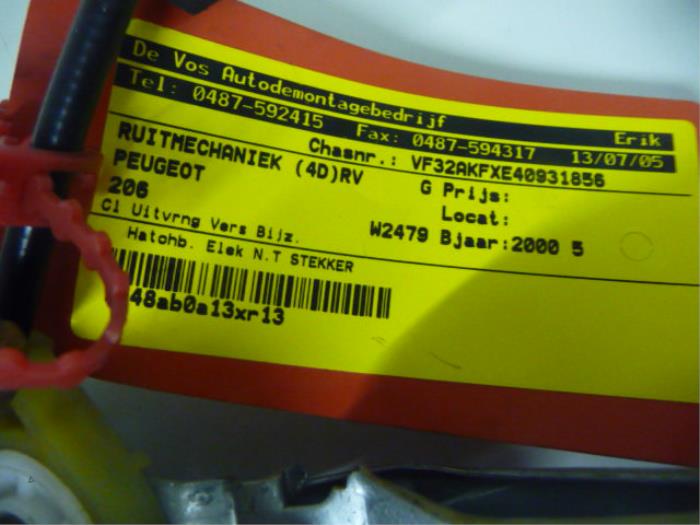 De Vos Autodemontagebedrijf
Erik
Tel: 0487-592415 Fax: 0487-594317 13/07/05
Chasnr.: VF32AKFXE40931856
RUITMECHANIEK (4D)RV
G Prijs:
PEUGEOT
Locat:
206
W2479 Bjaar:2000 5
Cl Uitvrng Vers Bijz.
Hatchb. Elek N.T STEKKER
48ab0a13xr13